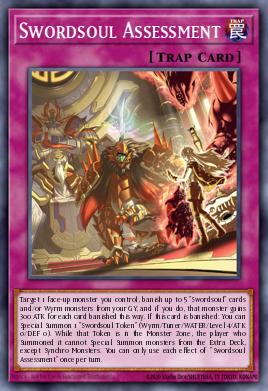 Swordsoul Assessment
TRAP
罠
[Trap Card]
Target 1 face-up monster you control; banish up to 5 "Swordsoul" cards
and/or Wyrm monsters from your GY, and if you do, that monster gains
300 ATK for each card banished this way. If this card is banished: You can
Special Summon 1 "Swordsoul Token" (Wyrm/Tuner/WATER/Level 4/ATK
0/DEF 0). While that Token is in the Monster Zone, the player who
Summoned it cannot Special Summon monsters from the Extra Deck,
except Synchro Monsters. You can only use each effect of "Swordsoul
Assessment" once per turn.